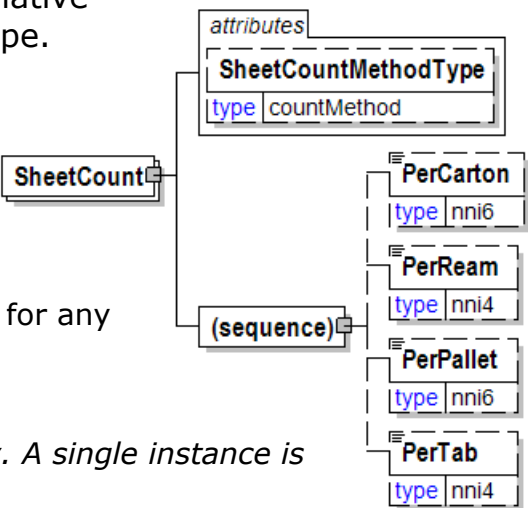 native
pe.
attributes
SheetCountMethodType
type countMethod
SheetCount
PerCarton
type nni6
PerReam
type nni4
for any
(sequence)
PerPallet
type nni6
. A single instance is
PerTab
type nni4